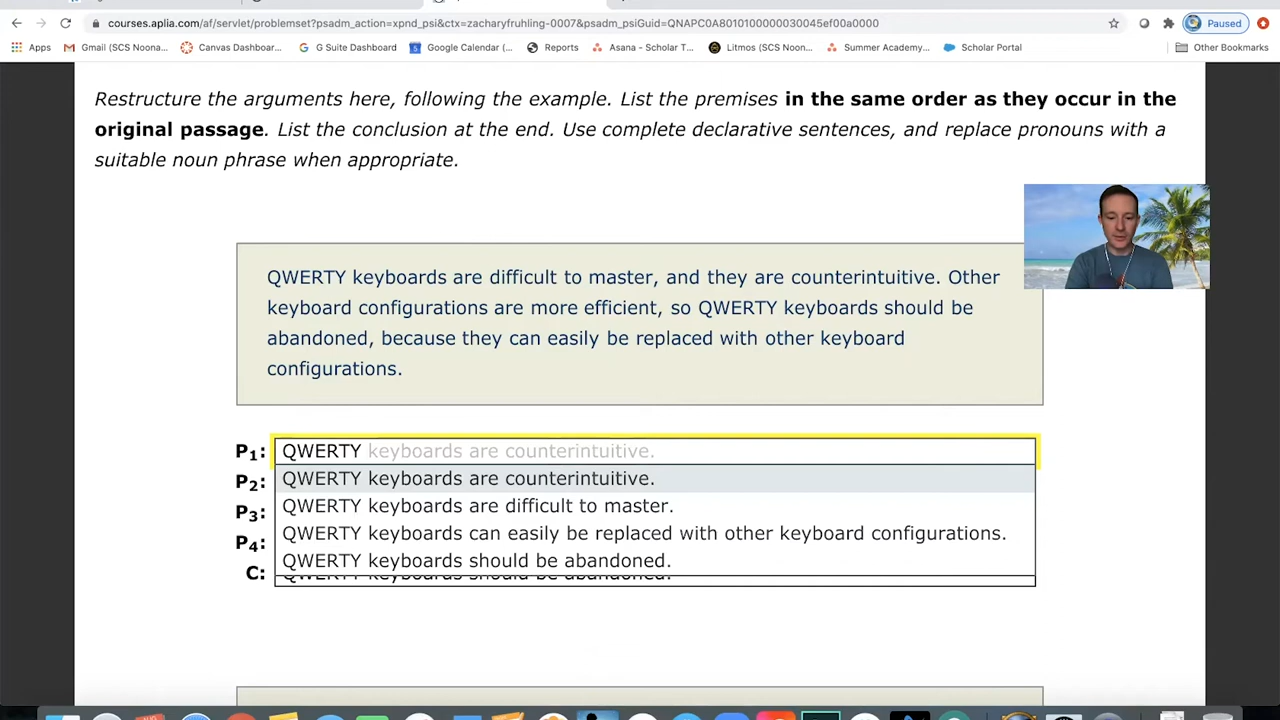 courses.aplia.com/af/servlet/problemset?psadm_action=xpnd_psi&ctx=zacharyfruhling-0007&psadm_psiGuid=QNAPC0A8010100000030045ef00a0000
Paused
Apps
Gmail (SCS Noona...
Canvas Dashboar...
G Suite Dashboard
Google Calendar (...
Reports
Asana - Scholar T...
Litmos (SCS Noon...
Summer Academy...
Scholar Portal
Other Bookmarks
Restructure the arguments here, following the example. List the premises in the same order as they occur in the
original passage. List the conclusion at the end. Use complete declarative sentences, and replace pronouns with a
suitable noun phrase when appropriate.
QWERTY keyboards are difficult to master, and they are counterintuitive. Other
keyboard configurations are more efficient, so QWERTY keyboards should be
abandoned, because they can easily be replaced with other keyboard
configurations.
P1: QWERTY keyboards are counterintuitive.
P2: QWERTY keyboards are counterintuitive.
P3: QWERTY keyboards are difficult to master.
P4: QWERTY keyboards can easily be replaced with other keyboard configurations.
QWERTY keyboards should be abandoned.
C: QWERTY keyboards should be abandoned.